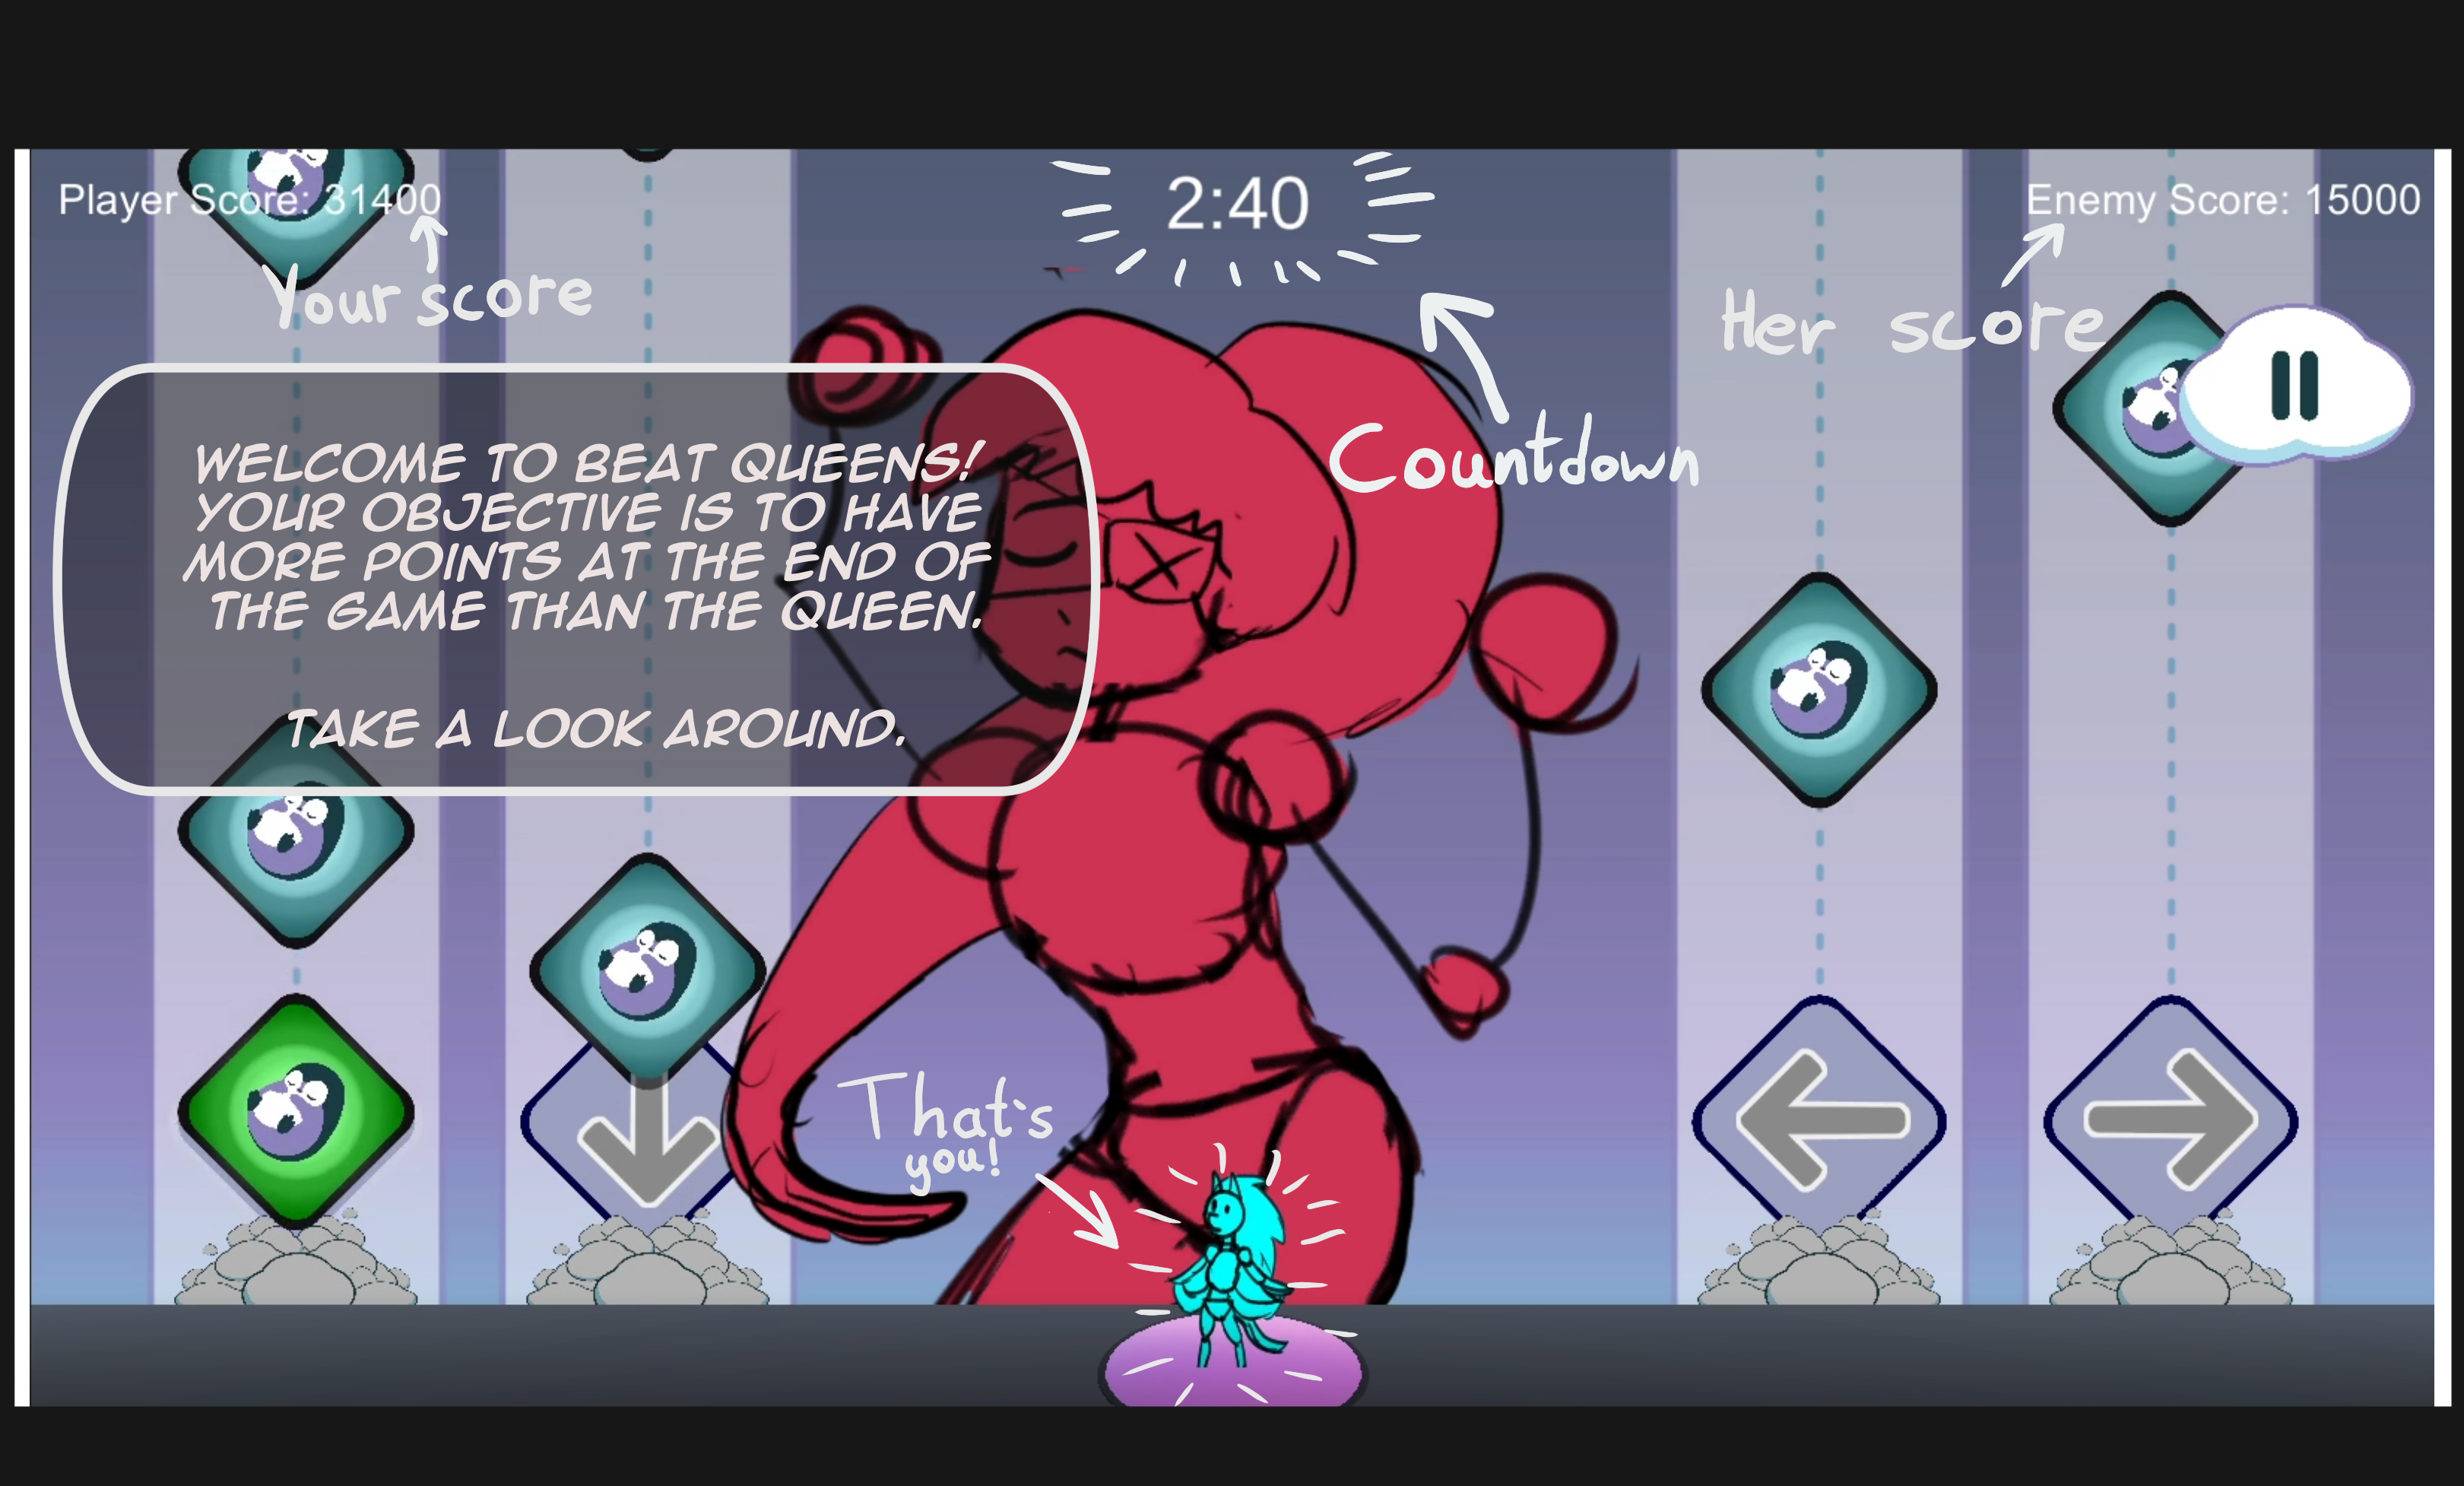 Player Score: 31400
2:40
Enemy Score: 15000
Your score
Her score
Countdown
WELCOME TO BEAT QUEENS!
YOUR OBJECTIVE IS TO HAVE
MORE POINTS AT THE END OF
THE GAME THAN THE QUEEN.
TAKE A LOOK AROUND.
That's
you!